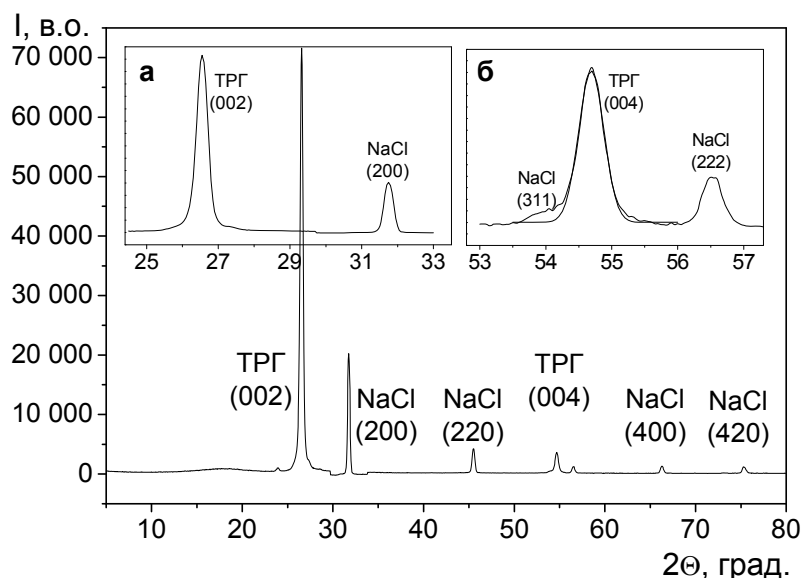 I, в.о.
70 000
60 000
50 000
40 000
30 000
20 000
10 000
0
а
ТРГ
(002)
NaCl
(200)
25 27 29 31 33
б
ТРГ
(004)
NaCl
(311)
NaCl
(222)
53 54 55 56 57
ТРГ
(002)
NaCl
(200)
NaCl
(220)
ТРГ
(004)
NaCl
(400)
NaCl
(420)
10 20 30 40 50 60 70 80
2Θ, град.